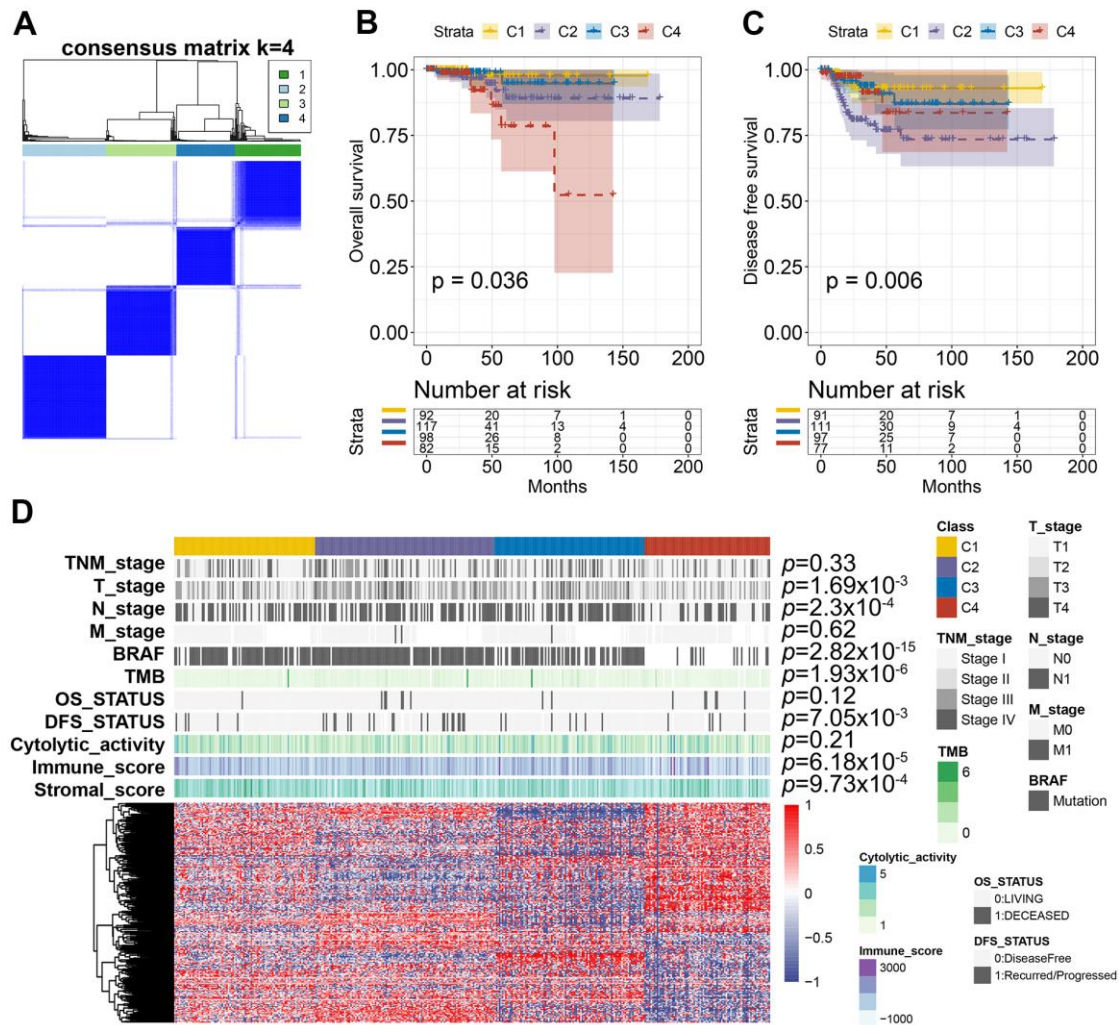 A
consensus matrix k=4
1
2
3
4
B
Strata C1 C2 C3 C4
Overall survival
1.00
0.75
0.50
0.25
0.00
p = 0.036
0 50 100 150 200
Number at risk
Strata
92 20 7 1 0
117 41 13 4 0
98 26 8 0 0
82 15 2 0 0
0 50 100 150 200
Months
C
Strata C1 C2 C3 C4
Disease free survival
1.00
0.75
0.50
0.25
0.00
p = 0.006
0 50 100 150 200
Number at risk
Strata
91 20 7 1 0
111 30 9 4 0
97 25 7 0 0
77 11 2 0 0
0 50 100 150 200
Months
D
TNM_stage p=0.33
T_stage p=1.69x10-3
N_stage p=2.3x10-4
M_stage p=0.62
BRAF p=2.82x10-15
TMB p=1.93x10-6
OS_STATUS p=0.12
DFS_STATUS p=7.05x10-3
Cytolytic_activity p=0.21
Immune_score p=6.18x10-5
Stromal_score p=9.73x10-4
1
0.5
0
−0.5
−1
Class
C1
C2
C3
C4
TNM_stage
Stage I
Stage II
Stage III
Stage IV
TMB
6
0
T_stage
T1
T2
T3
T4
N_stage
N0
N1
M_stage
M0
M1
BRAF
Mutation
Cytolytic_activity
5
1
Immune_score
3000
−1000
OS_STATUS
0:LIVING
1:DECEASED
DFS_STATUS
0:DiseaseFree
1:Recurred/Progressed